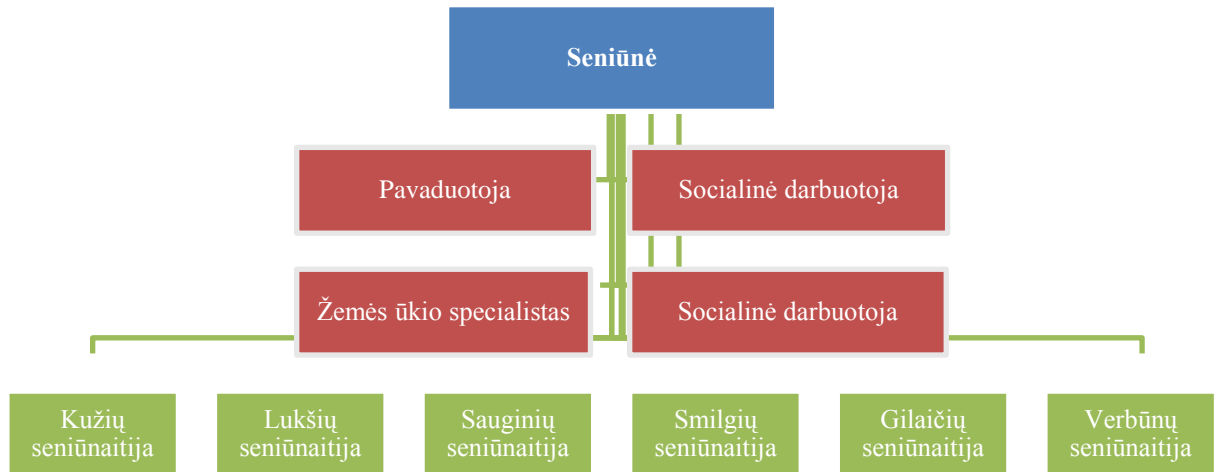 Seniūnė
Pavaduotoja
Socialinė darbuotoja
Žemės ūkio specialistas
Socialinė darbuotoja
Kužių
seniūnaitija
Lukšių
seniūnaitija
Sauginių
seniūnaitija
Smilgių
seniūnaitija
Gilaičių
seniūnaitija
Verbūnų
seniūnaitija